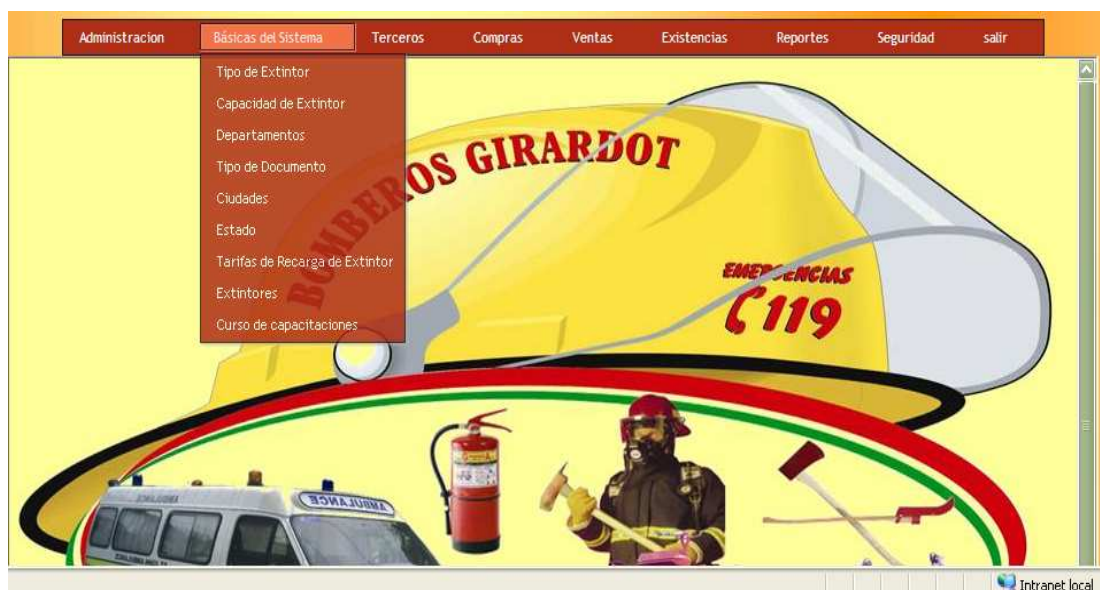 Administracion Básicas del Sistema Terceros Compras Ventas Existencias Reportes Seguridad salir
Tipo de Extintor
Capacidad de Extintor
Departamentos
Tipo de Documento
Ciudades
Estado
Tarifas de Recarga de Extintor
Extintores
Curso de capacitaciones
BOMBEROS GIRARDOT
EMERGENCIAS
119
AMBULANCE
Intranet local